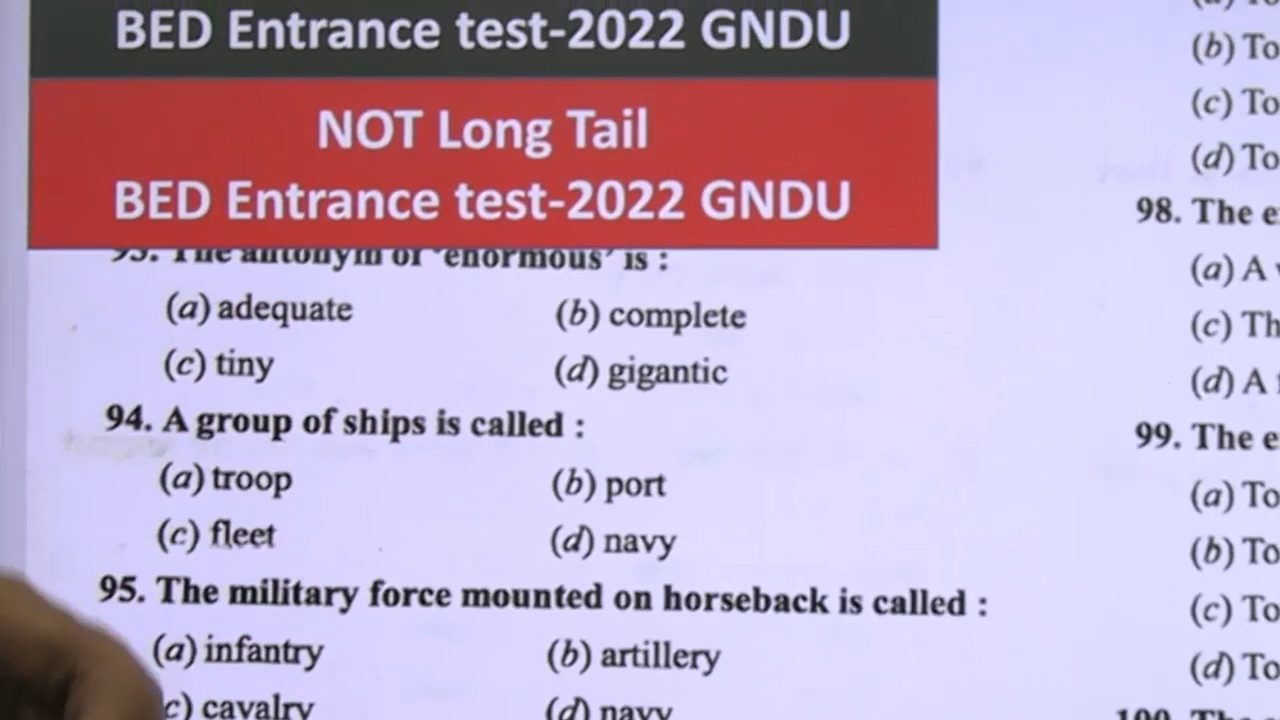 BED Entrance test-2022 GNDU
NOT Long Tail
BED Entrance test-2022 GNDU
93. The antonym of 'enormous' is :
(a) adequate (b) complete
(c) tiny (d) gigantic
94. A group of ships is called :
(a) troop (b) port
(c) fleet (d) navy
95. The military force mounted on horseback is called :
(a) infantry (b) artillery
(c) cavalry (d) navy
(b) To
(c) To
(d) To
98. The
(a) A
(c) Th
(d) A
99. The
(a) To
(b) To
(c) To
(d) To
100. The